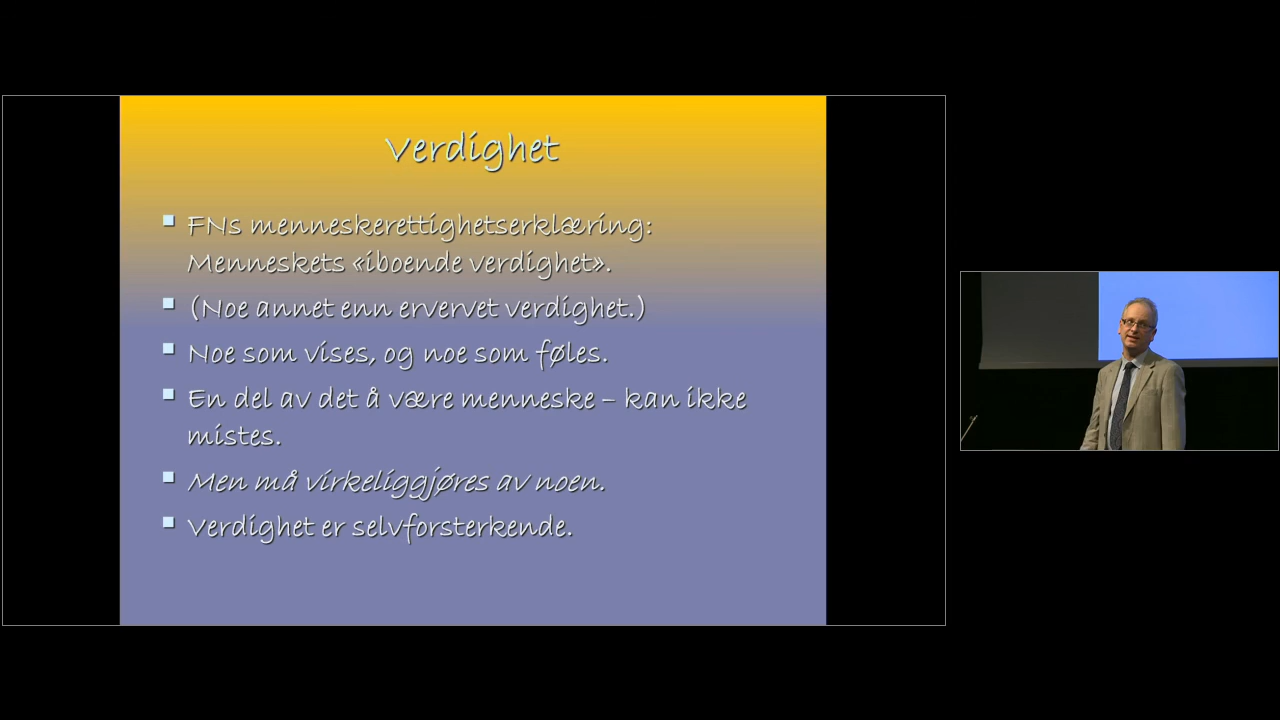 Verdighet
FNs menneskerettighetserklæring:
Menneskets «iboende verdighet».
(Noe annet enn ervervet verdighet.)
Noe som vises, og noe som føles.
En del av det å være menneske – kan ikke
mistes.
Men må virkeliggjøres av noen.
Verdighet er selvforsterkende.